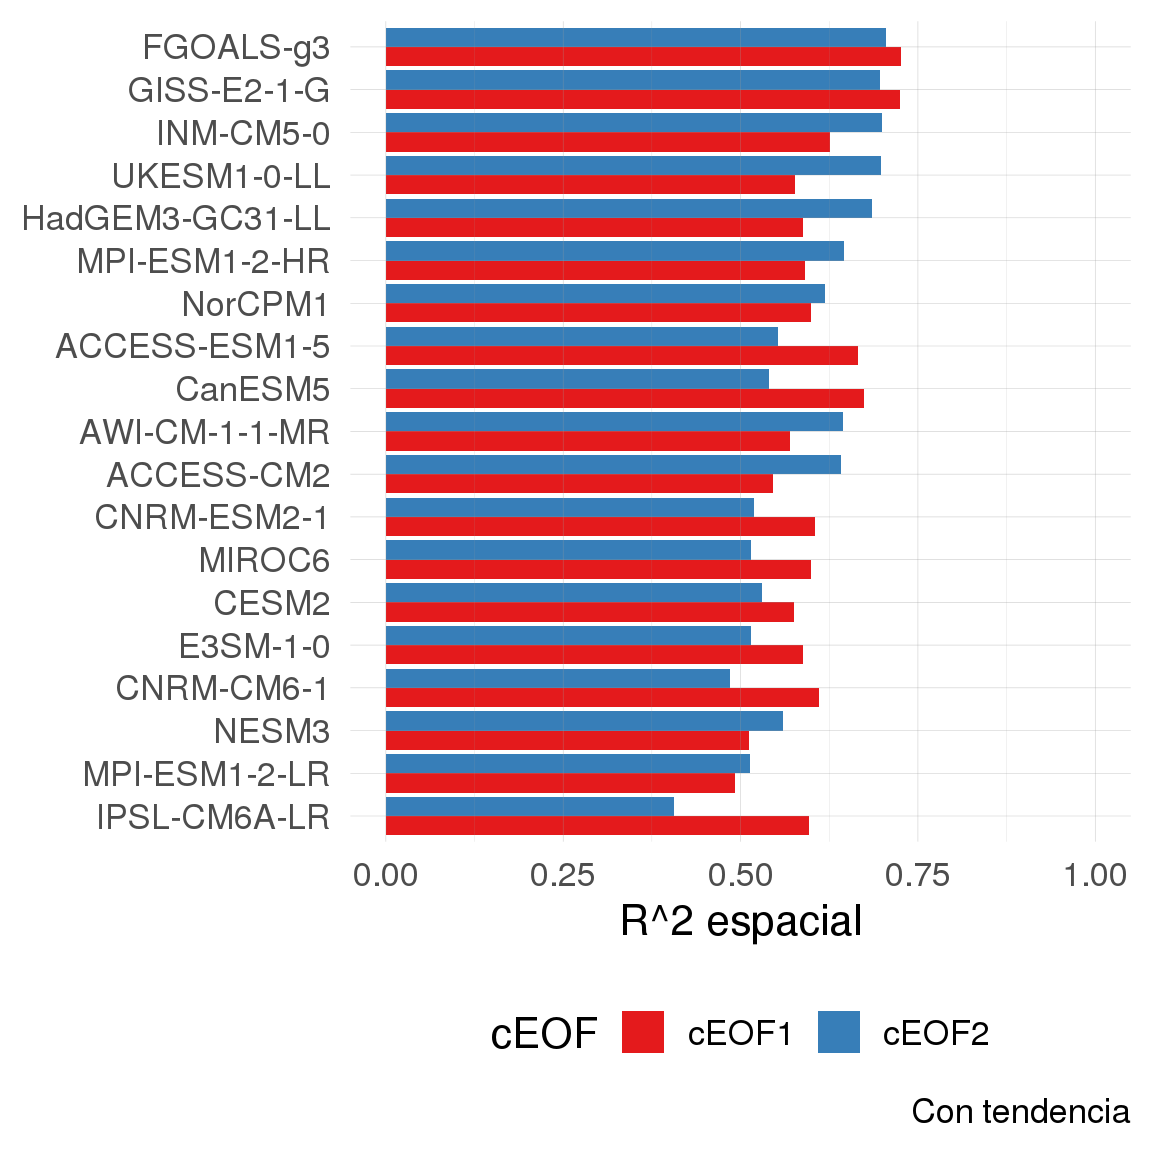 FGOALS-g3
GISS-E2-1-G
INM-CM5-0
UKESM1-0-LL
HadGEM3-GC31-LL
MPI-ESM1-2-HR
NorCPM1
ACCESS-ESM1-5
CanESM5
AWI-CM-1-1-MR
ACCESS-CM2
CNRM-ESM2-1
MIROC6
CESM2
E3SM-1-0
CNRM-CM6-1
NESM3
MPI-ESM1-2-LR
IPSL-CM6A-LR
0.00 0.25 0.50 0.75 1.00
R^2 espacial
cEOF cEOF1 cEOF2
Con tendencia